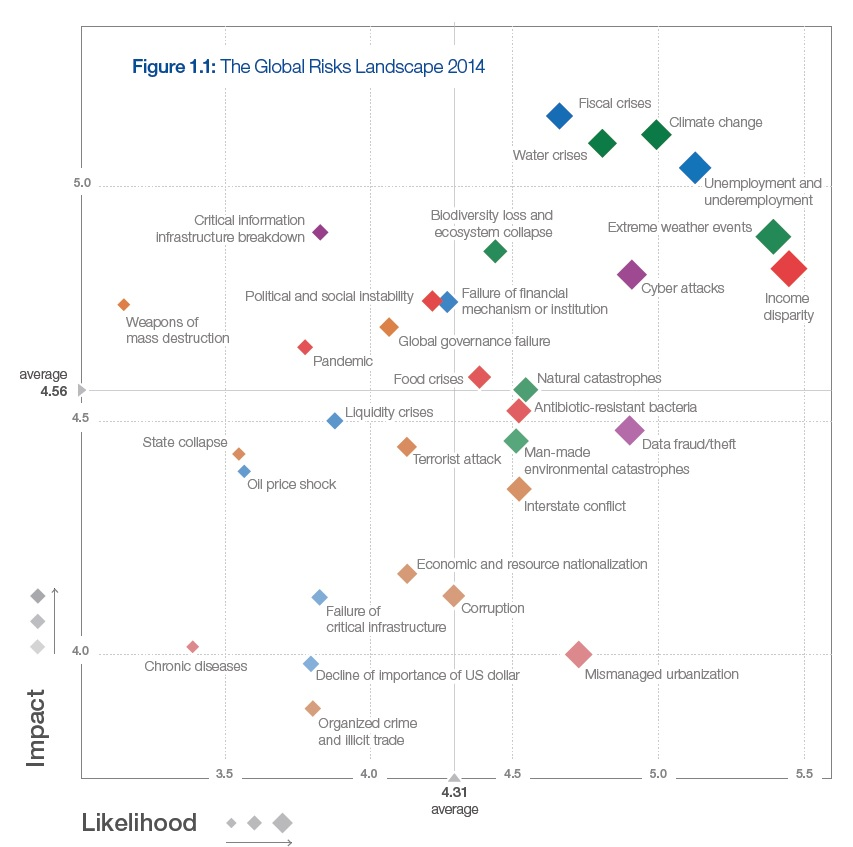 Figure 1.1: The Global Risks Landscape 2014
Fiscal crises
Climate change
Water crises
5.0
Unemployment and
underemployment
Critical information
infrastructure breakdown
Biodiversity loss and
ecosystem collapse
Extreme weather events
Cyber attacks
Income
disparity
Political and social instability
Failure of financial
mechanism or institution
Weapons of
mass destruction
Global governance failure
Pandemic
average
4.56
Food crises
Natural catastrophes
Antibiotic-resistant bacteria
4.5
Liquidity crises
State collapse
Data fraud/theft
Terrorist attack
Man-made
environmental catastrophes
Oil price shock
Interstate conflict
Economic and resource nationalization
Failure of
critical infrastructure
Corruption
4.0
Chronic diseases
Decline of importance of US dollar
Mismanaged urbanization
Organized crime
and illicit trade
Impact
3.5
4.0
4.5
5.0
5.5
4.31
average
Likelihood